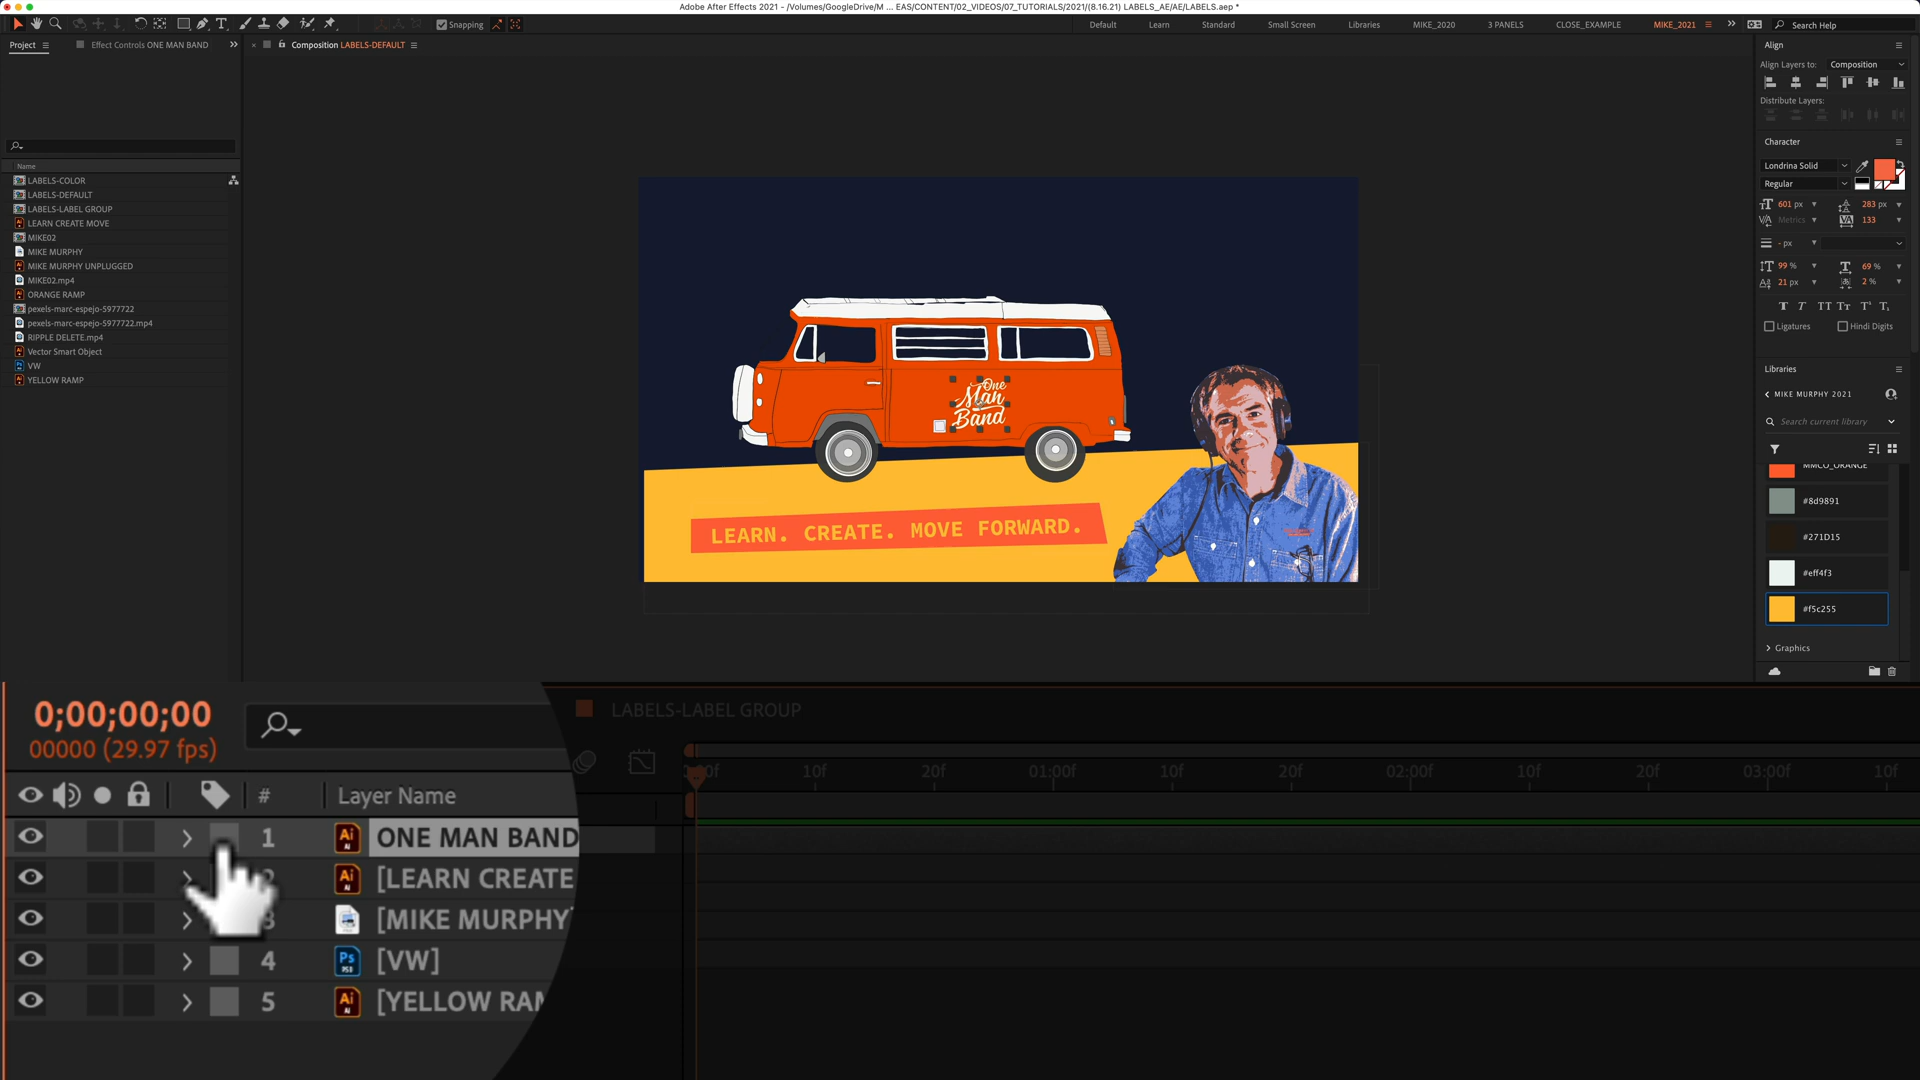 Adobe After Effects 2021 - /Volumes/GoogleDrive/M ... EAS/CONTENT/02_VIDEOS/07_TUTORIALS/2021/(8.16.21) LABELS_AE/AE/LABELS.aep *
Snapping
Default
Learn
Standard
Small Screen
Libraries
MIKE_2020
3 PANELS
CLOSE_EXAMPLE
MIKE_2021
Search Help
Project
Effect Controls ONE MAN BAND
Composition LABELS-DEFAULT
Name
LABELS-COLOR
LABELS-DEFAULT
LABELS-LABEL GROUP
LEARN CREATE MOVE
MIKE02
MIKE MURPHY
MIKE MURPHY UNPLUGGED
MIKE02.mp4
ORANGE RAMP
pexels-marc-espejo-5977722
pexels-marc-espejo-5977722.mp4
RIPPLE DELETE.mp4
Vector Smart Object
VW
YELLOW RAMP
One
Man
Band
LEARN. CREATE. MOVE FORWARD.
Align
Align Layers to: Composition
Distribute Layers:
Character
Londrina Solid
Regular
601 px
283 px
Metrics
133
- px
99 %
69 %
21 px
2 %
Ligatures
Hindi Digits
Libraries
MIKE MURPHY 2021
Search current library
MMCO_ORANGE
#8d9891
#271D15
#eff4f3
#f5c255
Graphics
0;00;00;00
00000 (29.97 fps)
LABELS-LABEL GROUP
10f 20f 01:00f 10f 20f 02:00f 10f 20f 03:00f 10f
# Layer Name
1 Ai ONE MAN BAND
2 Ai [LEARN CREATE
3 [MIKE MURPHY]
4 Ps [VW]
5 Ai [YELLOW RAM